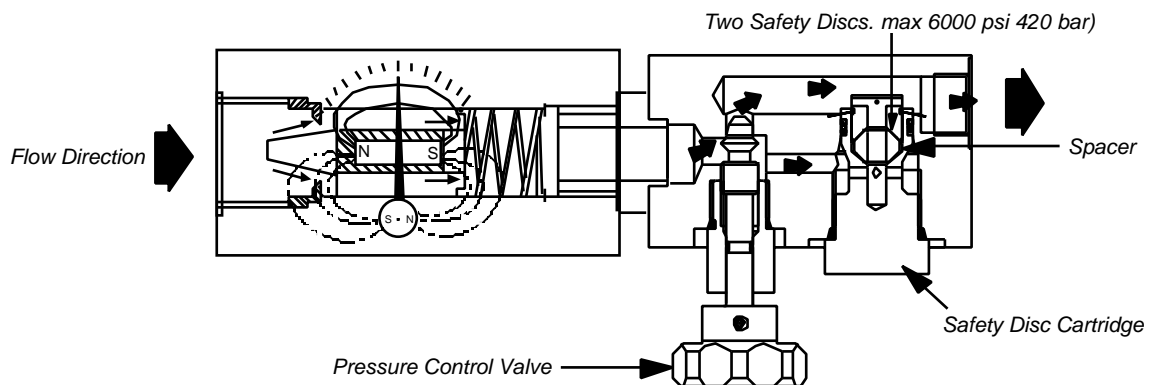 Two Safety Discs. max 6000 psi 420 bar)
Flow Direction
N S
Spacer
S N
Safety Disc Cartridge
Pressure Control Valve